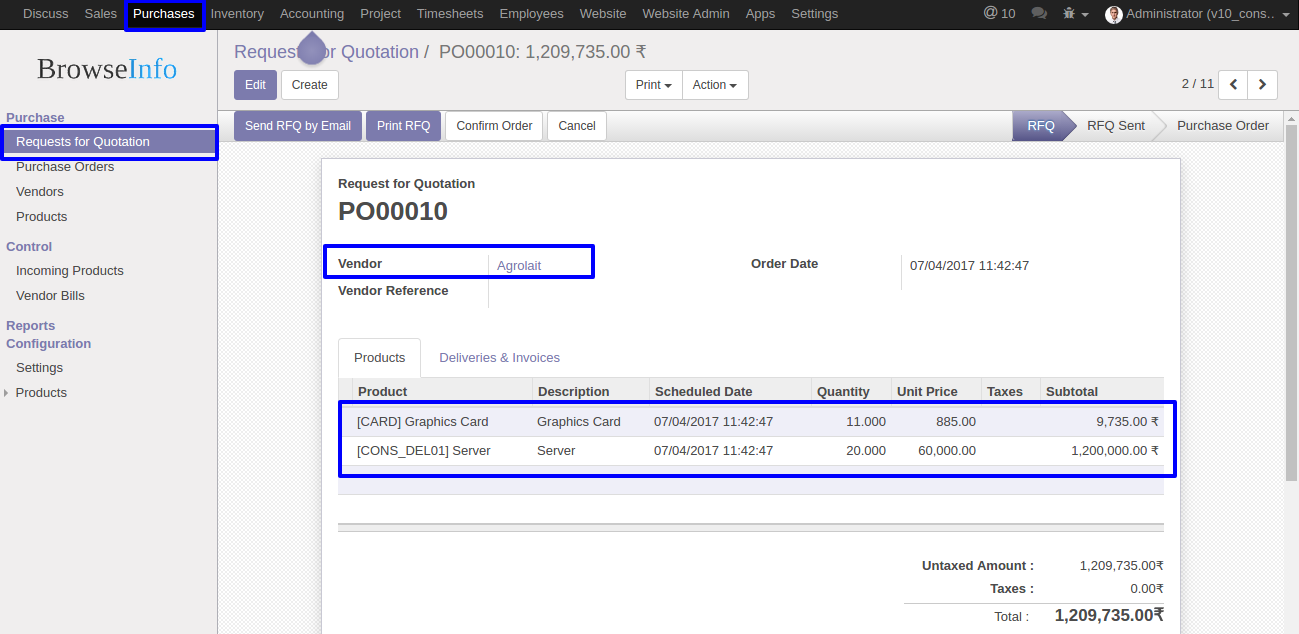 Discuss Sales Purchases Inventory Accounting Project Timesheets Employees Website Website Admin Apps Settings @ 10 Administrator (v10_cons..
BrowseInfo
Purchase
Requests for Quotation
Purchase Orders
Vendors
Products
Control
Incoming Products
Vendor Bills
Reports
Configuration
Settings
Products
Request or Quotation / PO00010: 1,209,735.00 ₹
Edit Create Print Action 2 / 11
Send RFQ by Email Print RFQ Confirm Order Cancel RFQ RFQ Sent Purchase Order
Request for Quotation
PO00010
Vendor Agrolait Order Date 07/04/2017 11:42:47
Vendor Reference
Products Deliveries & Invoices
Product Description Scheduled Date Quantity Unit Price Taxes Subtotal
[CARD] Graphics Card Graphics Card 07/04/2017 11:42:47 11.000 885.00 9,735.00 ₹
[CONS_DEL01] Server Server 07/04/2017 11:42:47 20.000 60,000.00 1,200,000.00 ₹
Untaxed Amount : 1,209,735.00₹
Taxes : 0.00₹
Total : 1,209,735.00₹